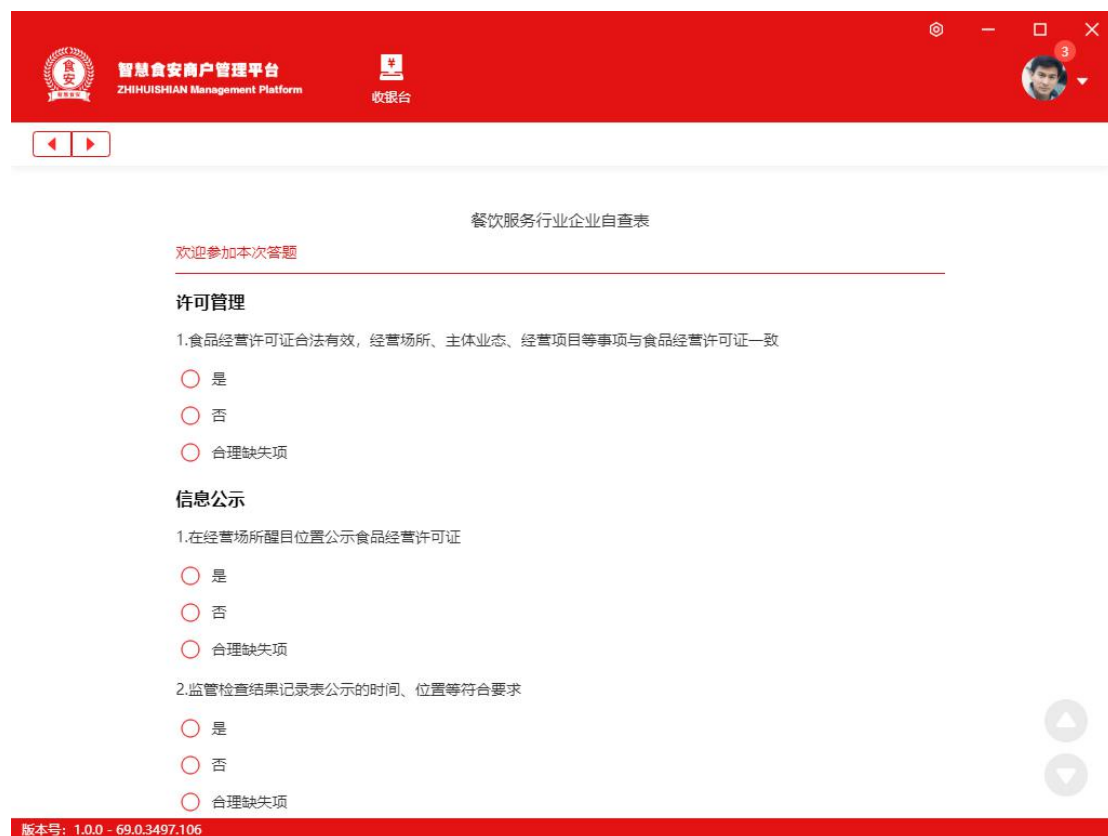 3
食安
智慧食安商户管理平台
ZHIHUISHIAN Management Platform
¥
收银台
餐饮服务行业企业自查表
欢迎参加本次答题
许可管理
1.食品经营许可证合法有效，经营场所、主体业态、经营项目等事项与食品经营许可证一致
是
否
合理缺失项
信息公示
1.在经营场所醒目位置公示食品经营许可证
是
否
合理缺失项
2.监管检查结果记录表公示的时间、位置等符合要求
是
否
合理缺失项
版本号：1.0.0 - 69.0.3497.106